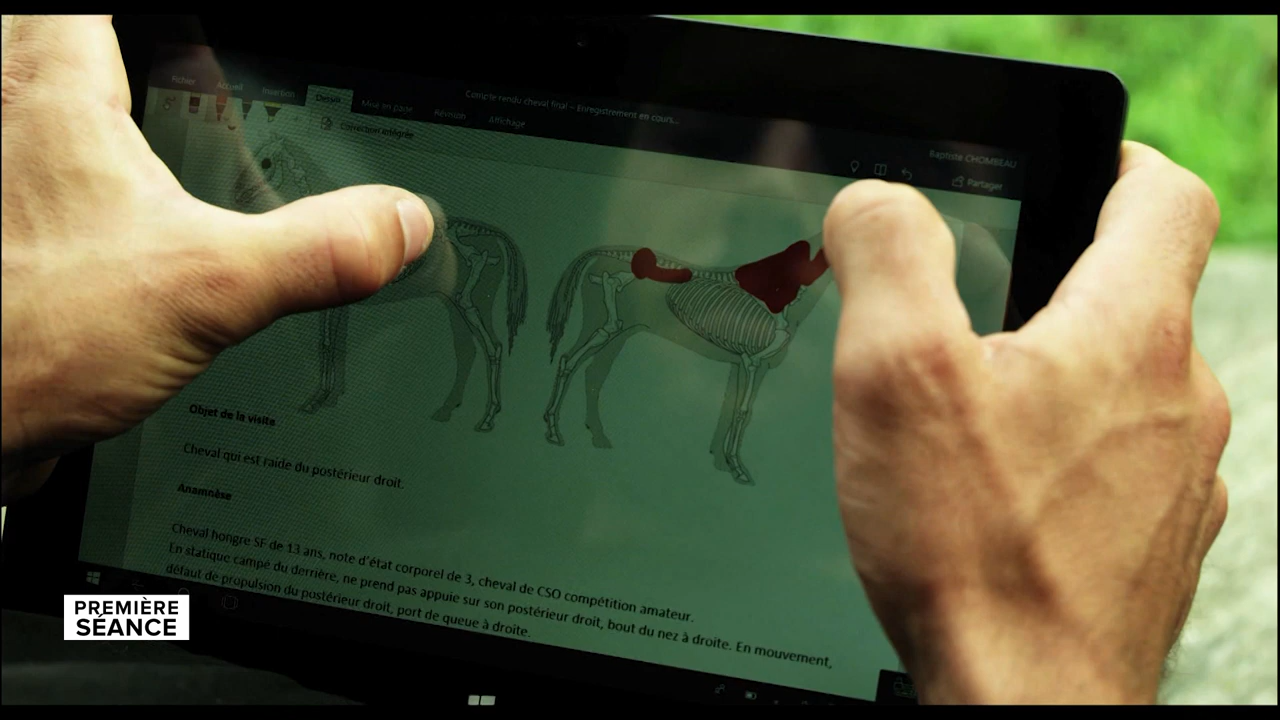 Fichier Accueil Insertion Dessin Mise en page Révision Affichage
Compte rendu cheval final – Enregistrement en cours...
Baptiste CHOMBEAU
Conversion intégrée
Partager
Objet de la visite
Cheval qui est raide du postérieur droit.
Anamnèse
Cheval hongre SF de 13 ans, note d'état corporel de 3, cheval de CSO compétition amateur.
En statique campé du derrière, ne prend pas appuie sur son postérieur droit, bout du nez à droite. En mouvement,
défaut de propulsion du postérieur droit, port de queue à droite.
PREMIÈRE
SÉANCE